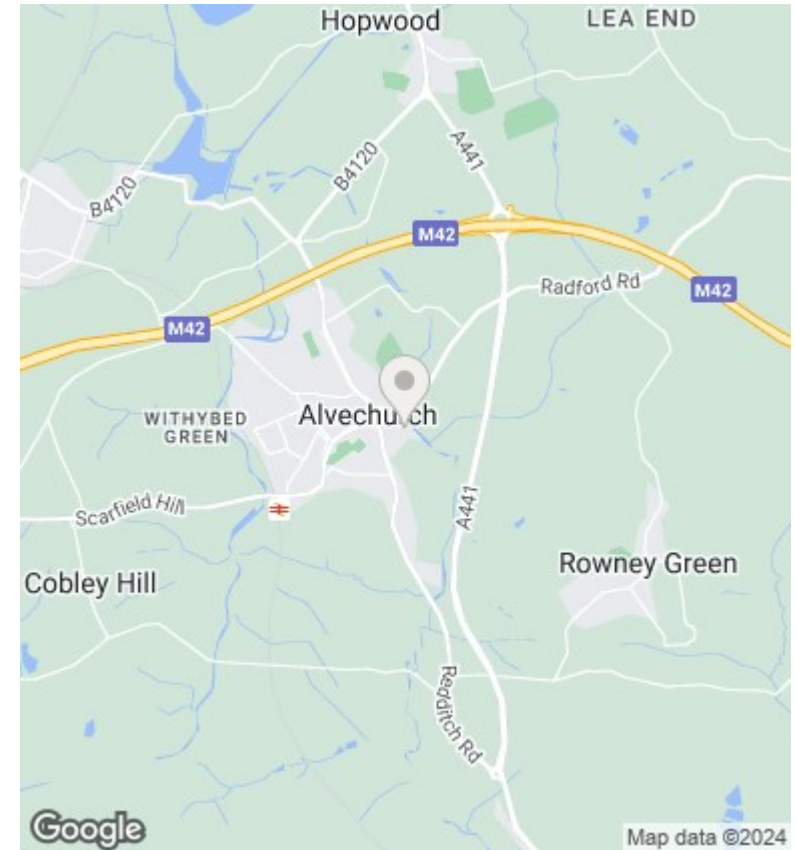 Hopwood
LEA END
A441
B4120
B4120
M42
Radford Rd
M42
M42
WITHYBED
GREEN
Alvechurch
Scarfield Hill
A441
Rowney Green
Cobley Hill
Redditch Rd
Google
Map data ©2024